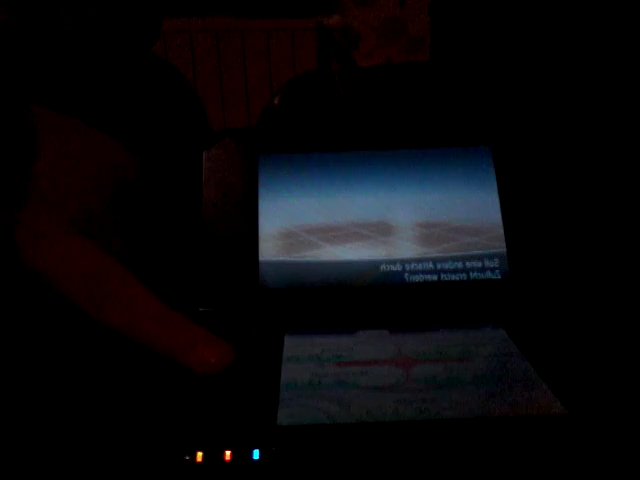 Soll eine andere Attacke durch
Zuflucht ersetzt werden?